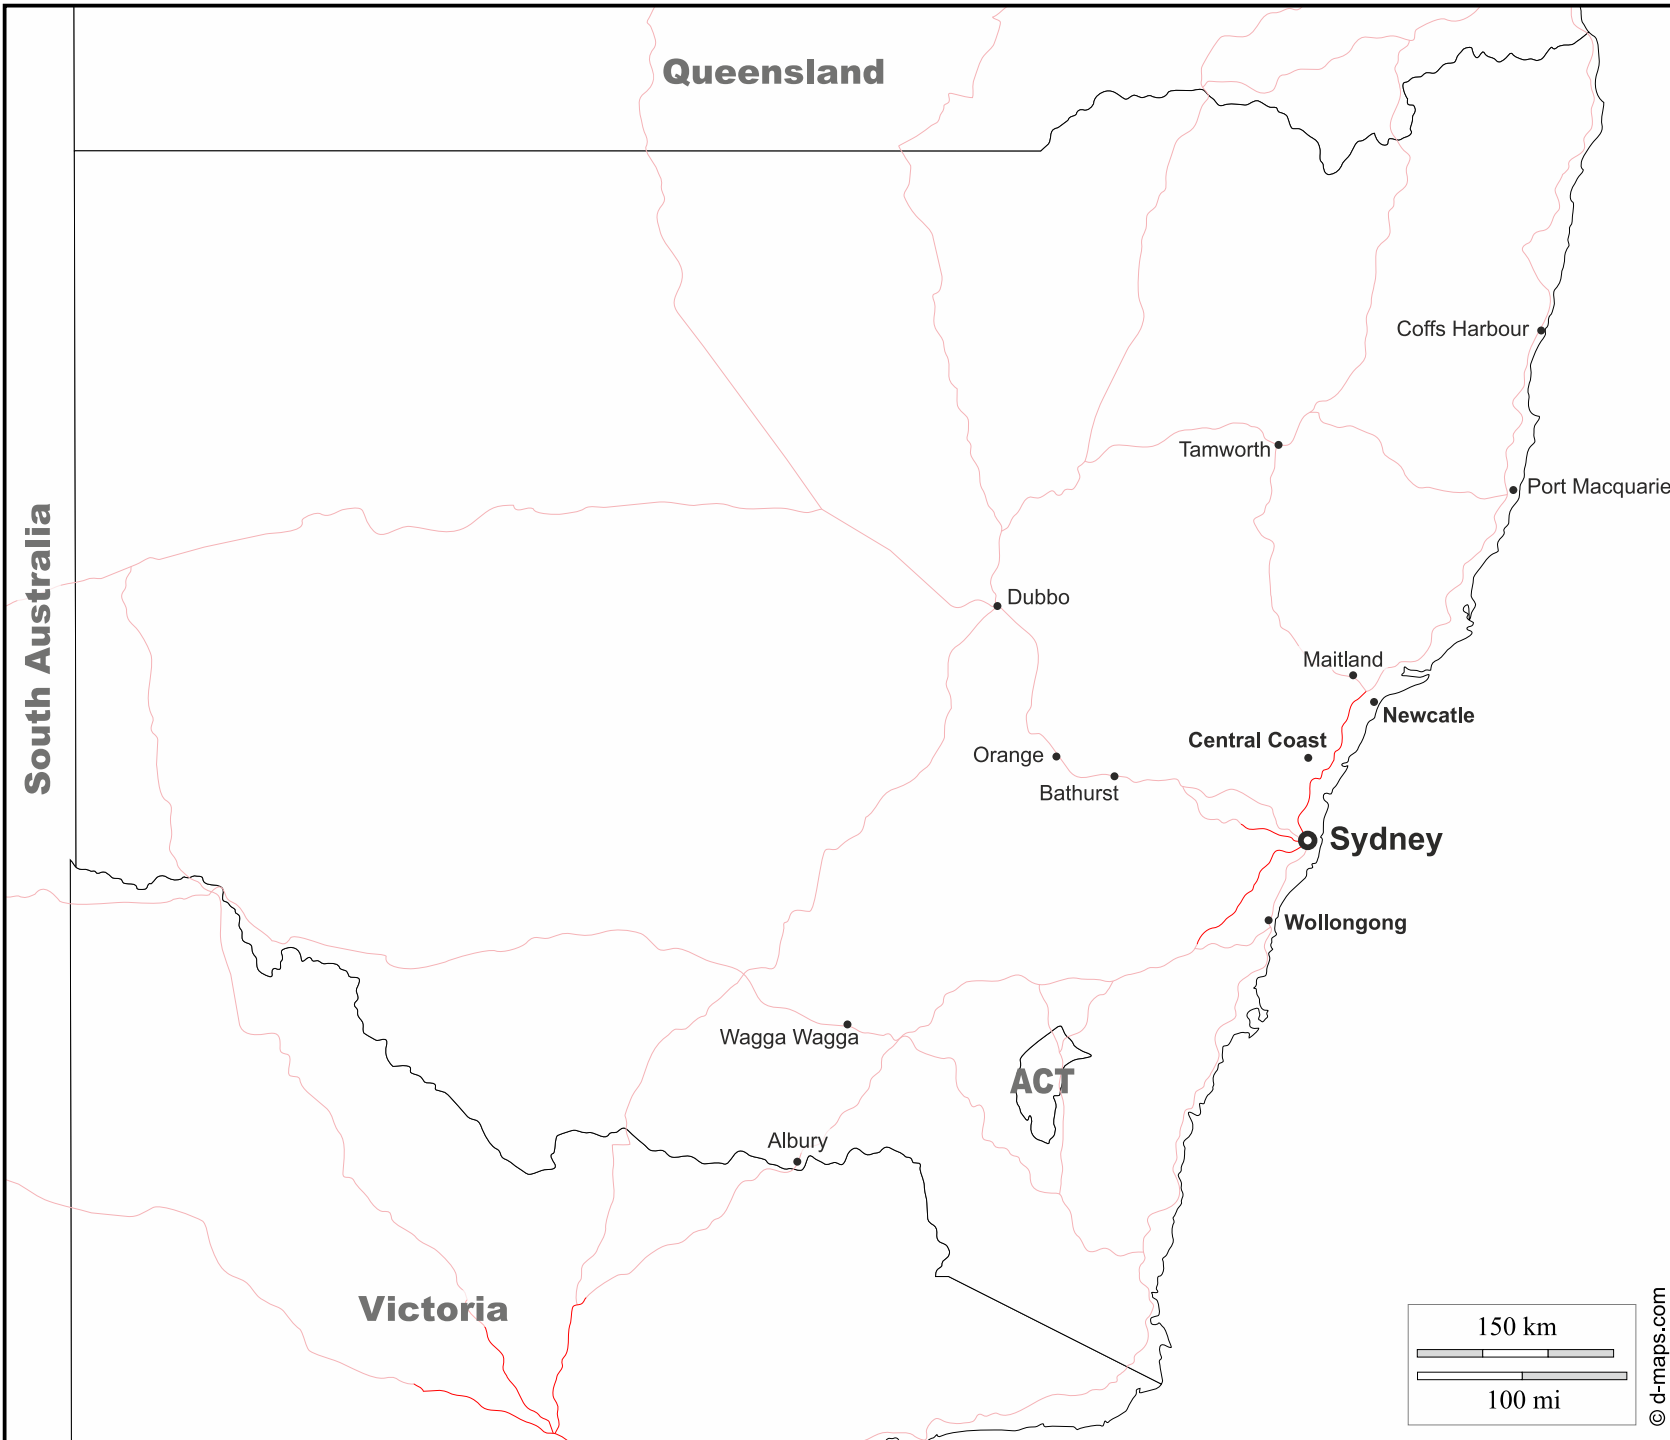 Queensland
South Australia
Coffs Harbour
Tamworth
Port Macquarie
Dubbo
Maitland
Newcatle
Central Coast
Orange
Bathurst
Sydney
Wollongong
Wagga Wagga
ACT
Albury
Victoria
150 km
100 mi
© d-maps.com